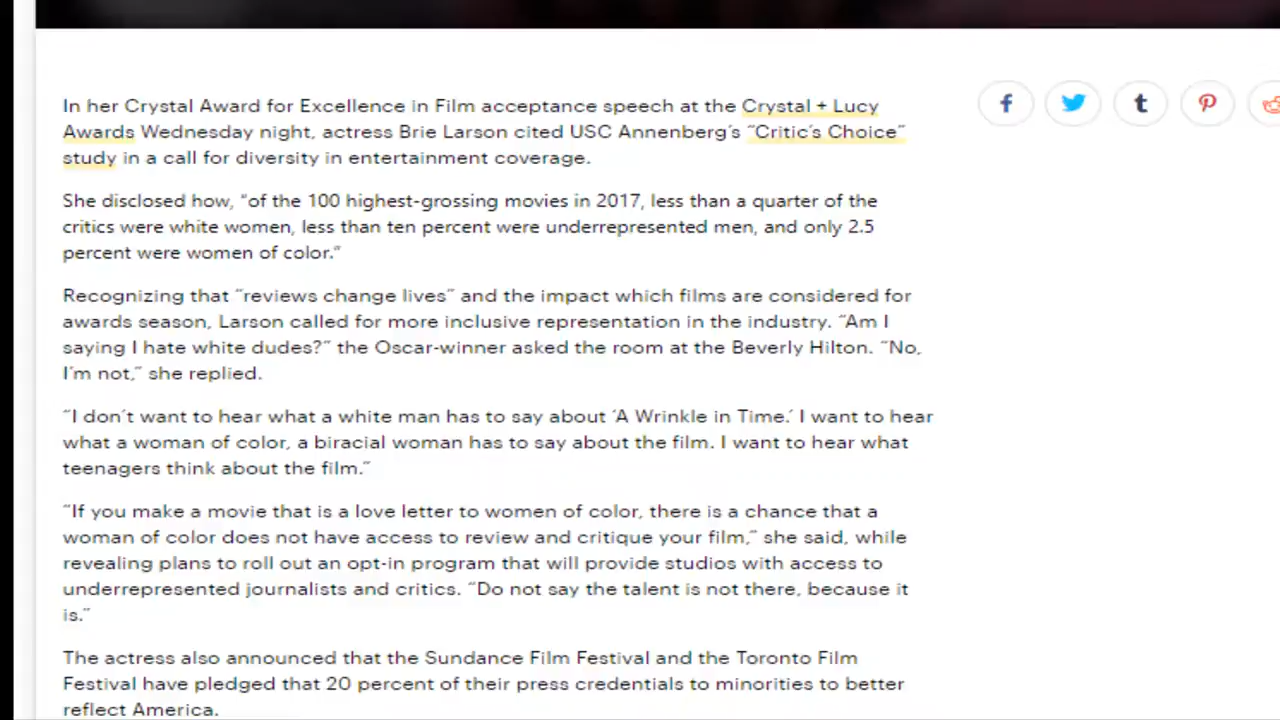 In her Crystal Award for Excellence in Film acceptance speech at the Crystal + Lucy
Awards Wednesday night, actress Brie Larson cited USC Annenberg's “Critic's Choice”
study in a call for diversity in entertainment coverage.
She disclosed how, “of the 100 highest-grossing movies in 2017, less than a quarter of the
critics were white women, less than ten percent were underrepresented men, and only 2.5
percent were women of color.”
Recognizing that “reviews change lives” and the impact which films are considered for
awards season, Larson called for more inclusive representation in the industry. “Am I
saying I hate white dudes?” the Oscar-winner asked the room at the Beverly Hilton. “No,
I'm not,” she replied.
“I don't want to hear what a white man has to say about ‘A Wrinkle in Time.’ I want to hear
what a woman of color, a biracial woman has to say about the film. I want to hear what
teenagers think about the film.”
“If you make a movie that is a love letter to women of color, there is a chance that a
woman of color does not have access to review and critique your film,” she said, while
revealing plans to roll out an opt-in program that will provide studios with access to
underrepresented journalists and critics. “Do not say the talent is not there, because it
is.”
The actress also announced that the Sundance Film Festival and the Toronto Film
Festival have pledged that 20 percent of their press credentials to minorities to better
reflect America.